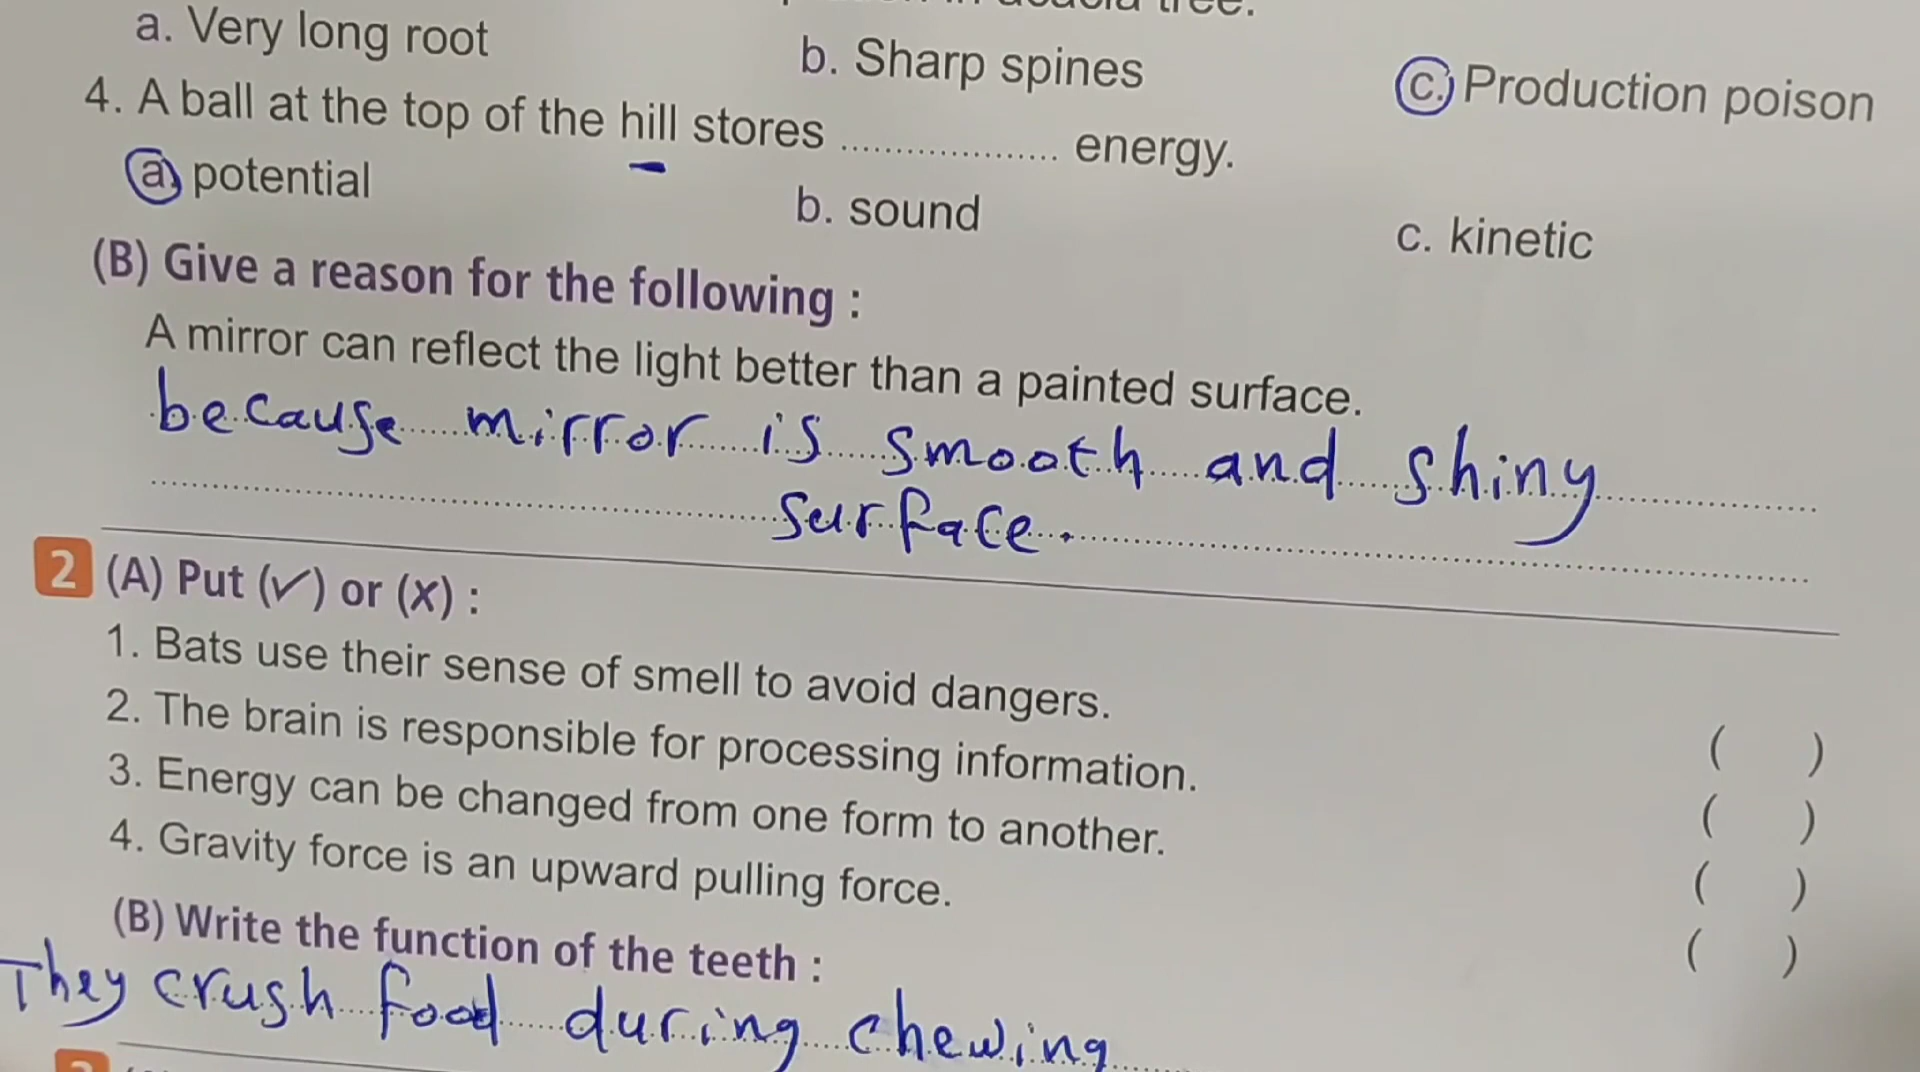 tree.
a. Very long root b. Sharp spines c. Production poison
4. A ball at the top of the hill stores .................... energy.
a. potential b. sound c. kinetic
(B) Give a reason for the following :
A mirror can reflect the light better than a painted surface.
because mirror is smooth and shiny
surface.
2 (A) Put (✓) or (x) :
1. Bats use their sense of smell to avoid dangers. ( )
2. The brain is responsible for processing information. ( )
3. Energy can be changed from one form to another. ( )
4. Gravity force is an upward pulling force. ( )
(B) Write the function of the teeth :
They crush food during chewing